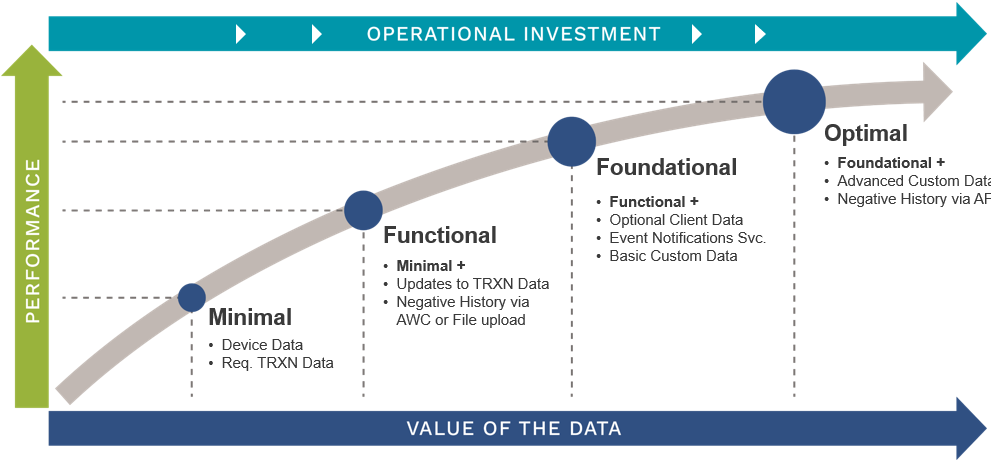 OPERATIONAL INVESTMENT
PERFORMANCE
Optimal
• Foundational +
• Advanced Custom Data
• Negative History via
Foundational
• Functional +
• Optional Client Data
• Event Notifications Svc.
• Basic Custom Data
Functional
• Minimal +
• Updates to TRXN Data
• Negative History via
AWC or File upload
Minimal
• Device Data
• Req. TRXN Data
VALUE OF THE DATA